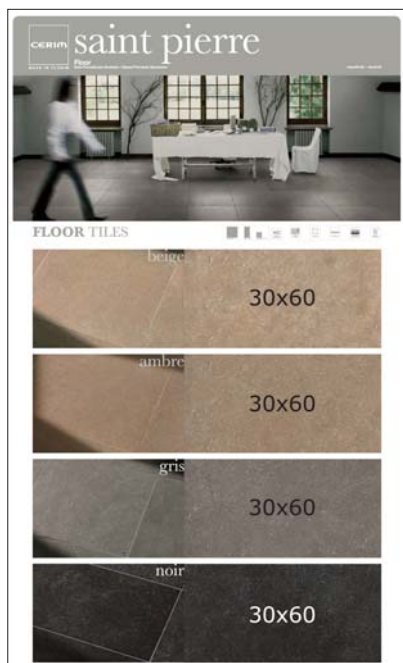 CERIM
saint pierre
Floor
FLOOR TILES
beige
30x60
ambre
30x60
gris
30x60
noir
30x60